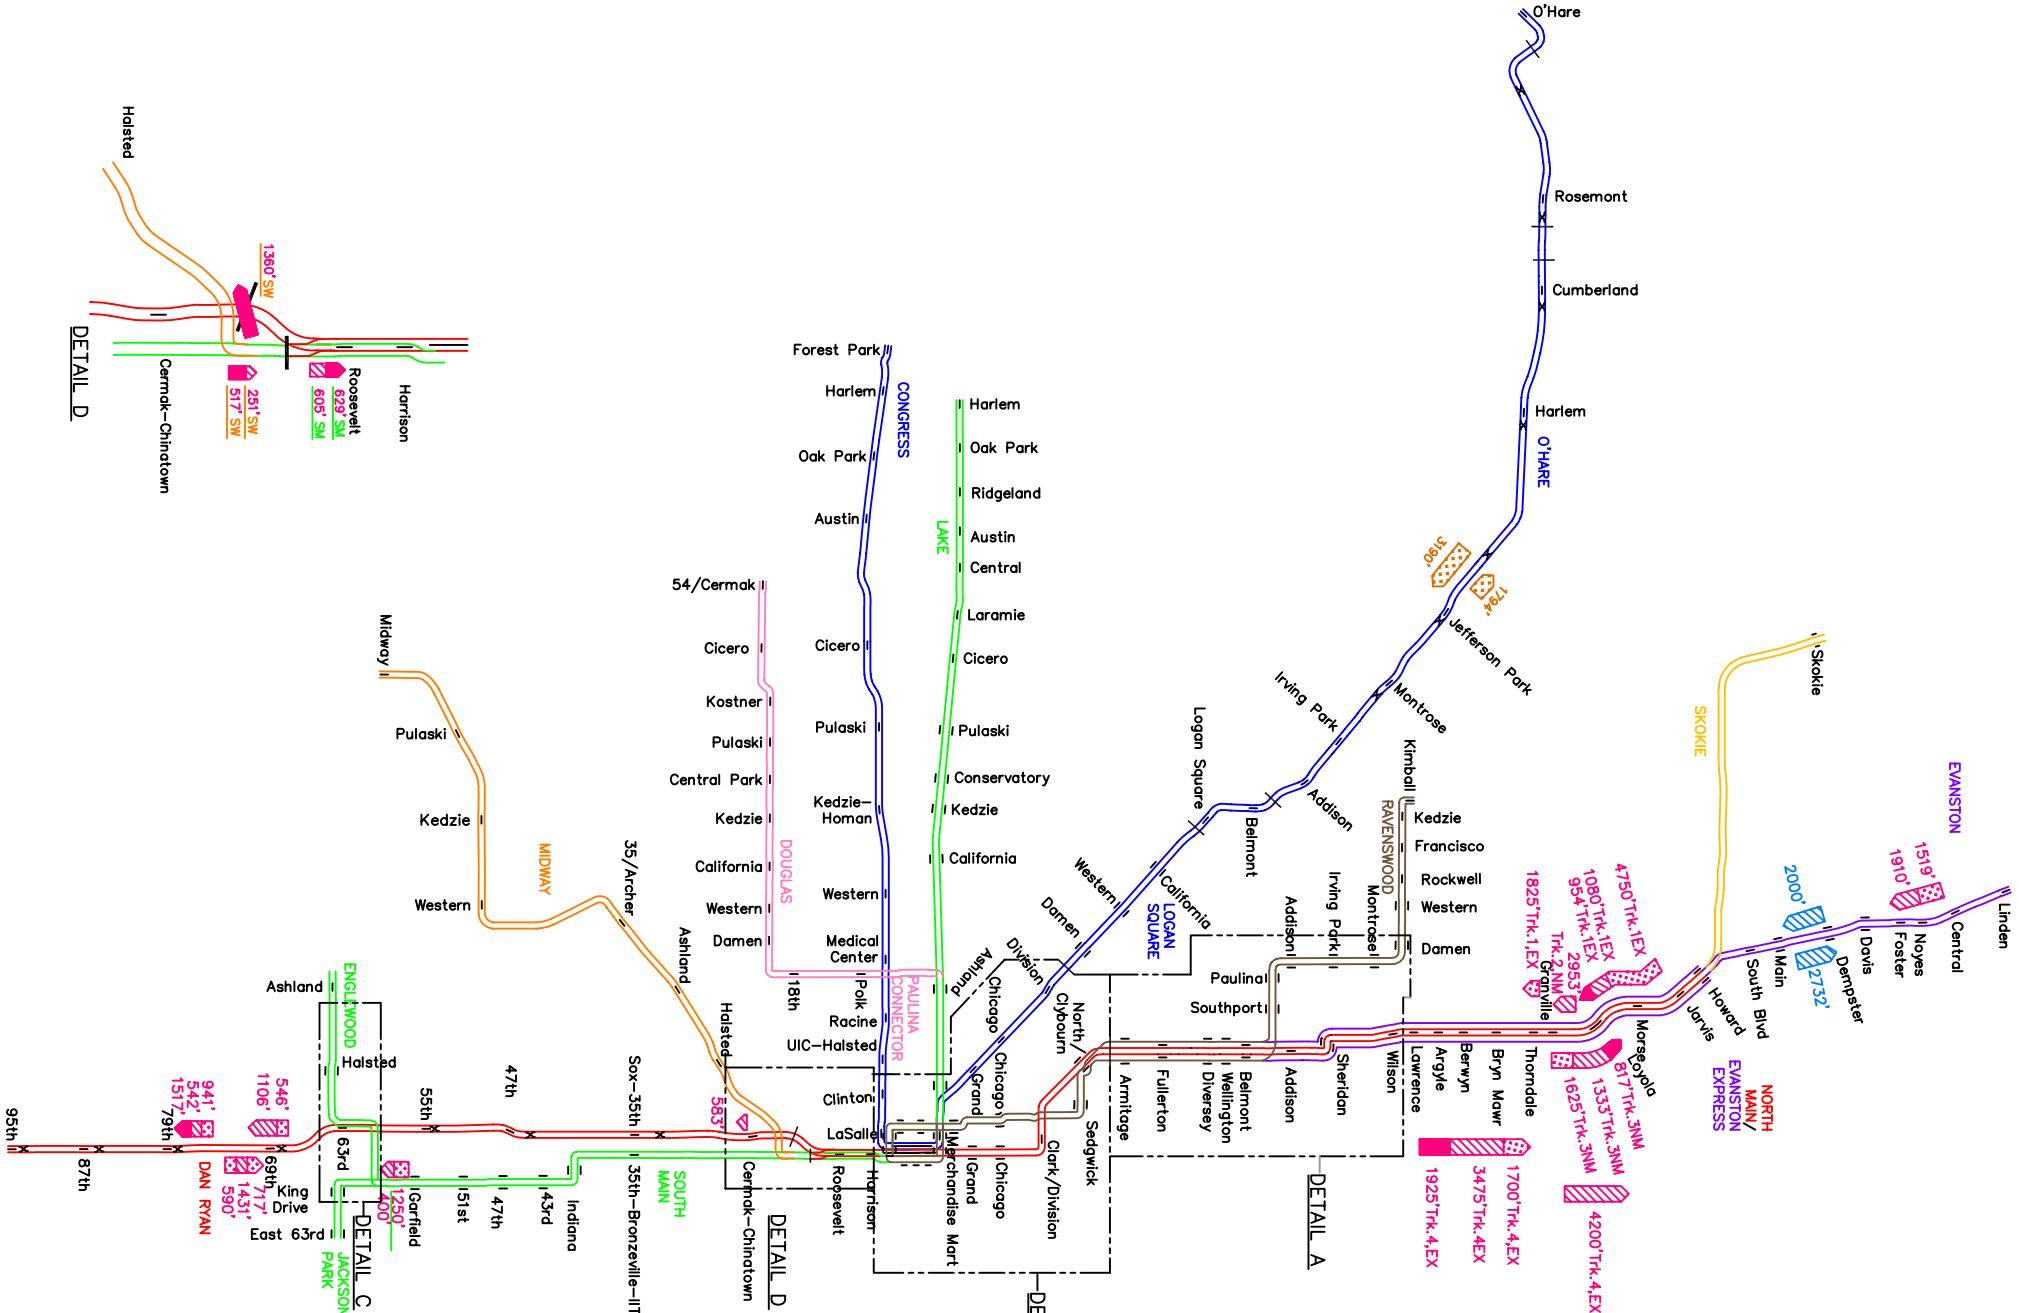 O'Hare
Rosemont
Cumberland
Harlem
O'HARE
3190'
1794'
Jefferson Park
Montrose
Irving Park
Addison
Belmont
Logan Square
California
Western
LOGAN
SQUARE
Damen
Division
Chicago
Grand
Halsted
1360'SW
Cermak-Chinatown
Roosevelt
Harrison
629' SM
605' SM
251'SW
517' SW
DETAIL D
Forest Park
Harlem
CONGRESS
Oak Park
Austin
Cicero
Pulaski
Kedzie-
Homan
Western
Medical
Center
Racine
UIC-Halsted
Clinton
LaSalle
Harlem
Oak Park
Ridgeland
LAKE
Austin
Central
Laramie
Cicero
Pulaski
Conservatory
Kedzie
California
Ashland
54/Cermak
Cicero
Kostner
Pulaski
Central Park
Kedzie
DOUGLAS
California
Western
Damen
18th
Polk
PAULINA
CONNECTOR
Midway
Pulaski
Kedzie
MIDWAY
Western
35/Archer
Ashland
Halsted
Skokie
SKOKIE
EVANSTON
Linden
Central
Noyes
Foster
Davis
Dempster
Main
South Blvd
Howard
Jarvis
1519'
1910'
2000'
2732'
NORTH
MAIN/
EVANSTON
EXPRESS
Kimball
RAVENSWOOD
Kedzie
Francisco
Rockwell
Western
Damen
Montrose
Irving Park
Addison
Paulina
Southport
4750'Trk.1EX
1080'Trk.1EX
954'Trk.1EX
2953'
Trk.2,NM
1825'Trk.1,EX
Granville
Morse
Loyola
817'Trk.3NM
1333'Trk.3NM
1625'Trk.3NM
Thorndale
Bryn Mawr
Berwyn
Argyle
Lawrence
Wilson
Sheridan
Addison
Belmont
Wellington
Diversey
Fullerton
Armitage
Sedgwick
North
Clybourn
Clark/Division
Chicago
Chicago
Grand
Merchandise Mart
Harrison
Roosevelt
1700'Trk.4,EX
3475'Trk.4EX
1925'Trk.4,EX
4200'Trk.4,EX
DETAIL A
DE
DETAIL D
583'
Cermak-Chinatown
Sox-35th
35th-Bronzeville-IIT
SOUTH
MAIN
47th
55th
Indiana
43rd
47th
51st
Garfield
1250'
400'
ENGLEWOOD
Ashland
Halsted
63rd
King
Drive
East 63rd
JACKSON
PARK
DETAIL C
546'
1106'
69th
717'
1431'
590'
DAN RYAN
941'
542'
1517'
79th
87th
95th